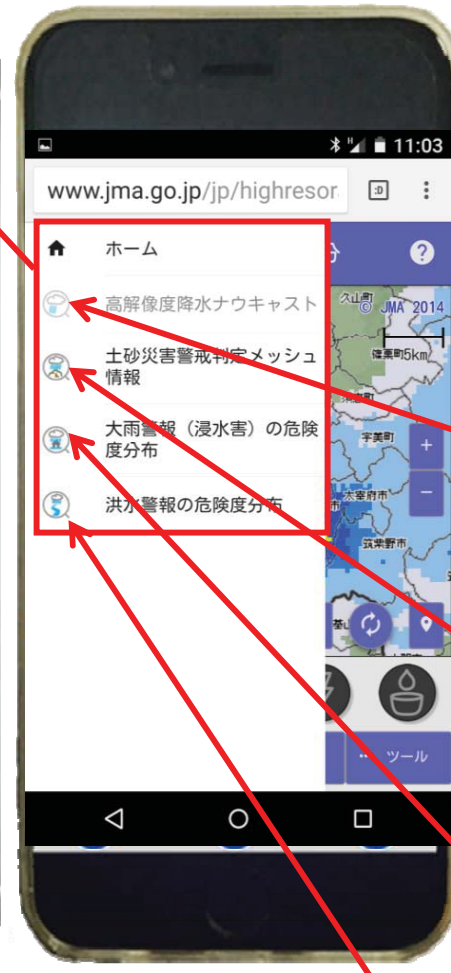 11:03
www.jma.go.jp/jp/highresor
:D
ホーム
分
?
高解像度降水ナウキャスト
久山町
© JMA 2014
土砂災害警戒判定メッシュ
情報
篠栗町
5km
大雨警報（浸水害）の危険
度分布
宇美町
+
太宰府市
−
洪水警報の危険度分布
筑紫野市
ツール